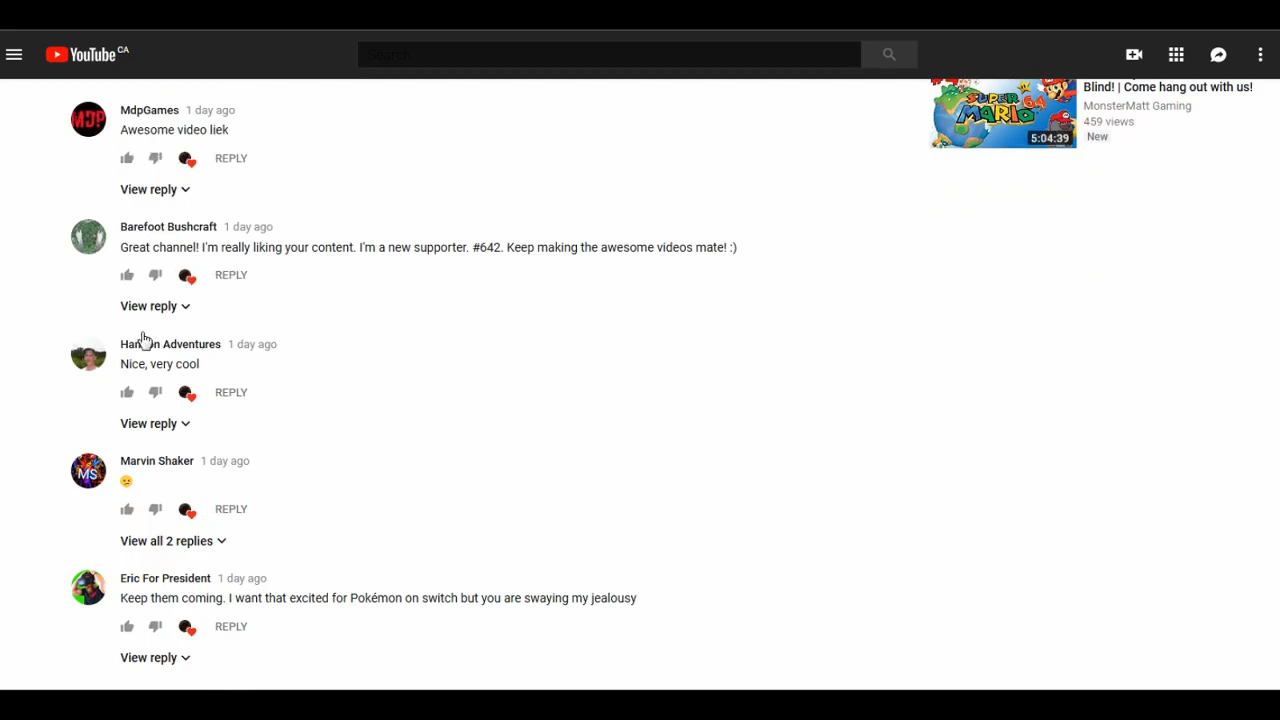 YouTube CA
Search
Blind! | Come hang out with us!
MonsterMatt Gaming
459 views
New
SUPER MARIO 64
5:04:39
MDP
MdpGames 1 day ago
Awesome video liek
REPLY
View reply
Barefoot Bushcraft 1 day ago
Great channel! I'm really liking your content. I'm a new supporter. #642. Keep making the awesome videos mate! :)
REPLY
View reply
Adventures 1 day ago
Nice, very cool
REPLY
View reply
MS
Marvin Shaker 1 day ago
🫤
REPLY
View all 2 replies
Eric For President 1 day ago
Keep them coming. I want that excited for Pokémon on switch but you are swaying my jealousy
REPLY
View reply